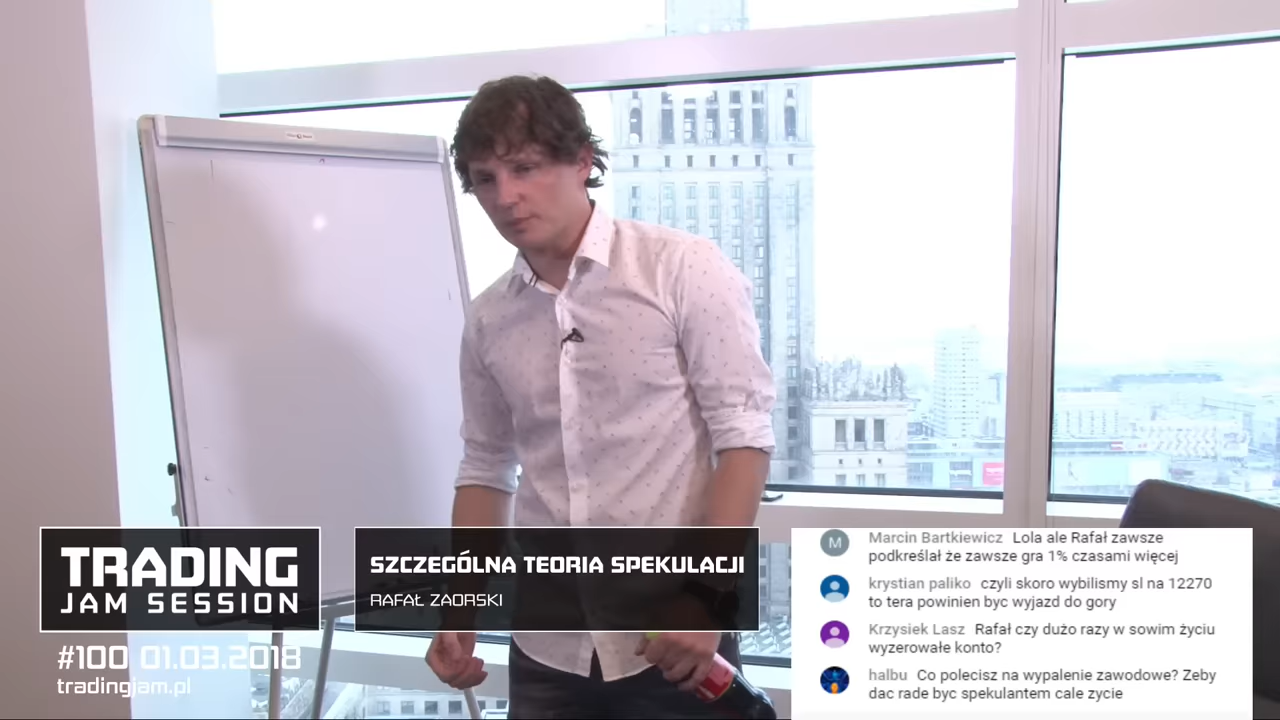 TRADING
JAM SESSION
SZCZEGÓLNA TEORIA SPEKULACJI
RAFAŁ ZAORSKI
#100 01.03.2018
tradingjam.pl
M
Marcin Bartkiewicz Lola ale Rafał zawsze
podkreślał że zawsze gra 1% czasami więcej
krystian paliko czyli skoro wybilismy sl na 12270
to tera powinien byc wyjazd do gory
Krzysiek Lasz Rafał czy dużo razy w sowim życiu
wyzerowałe konto?
halbu Co polecisz na wypalenie zawodowe? Zeby
dac rade byc spekulantem cale zycie